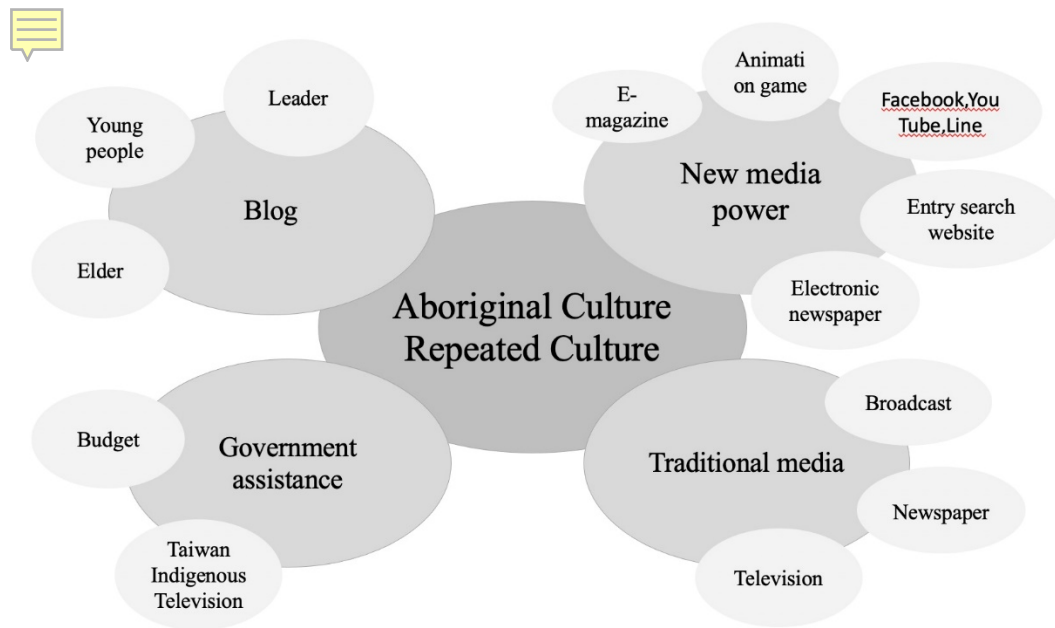 Leader
Young
people
Blog
Elder
E-
magazine
Animati
on game
Facebook,You
Tube,Line
New media
power
Entry search
website
Electronic
newspaper
Aboriginal Culture
Repeated Culture
Budget
Government
assistance
Taiwan
Indigenous
Television
Broadcast
Traditional media
Newspaper
Television